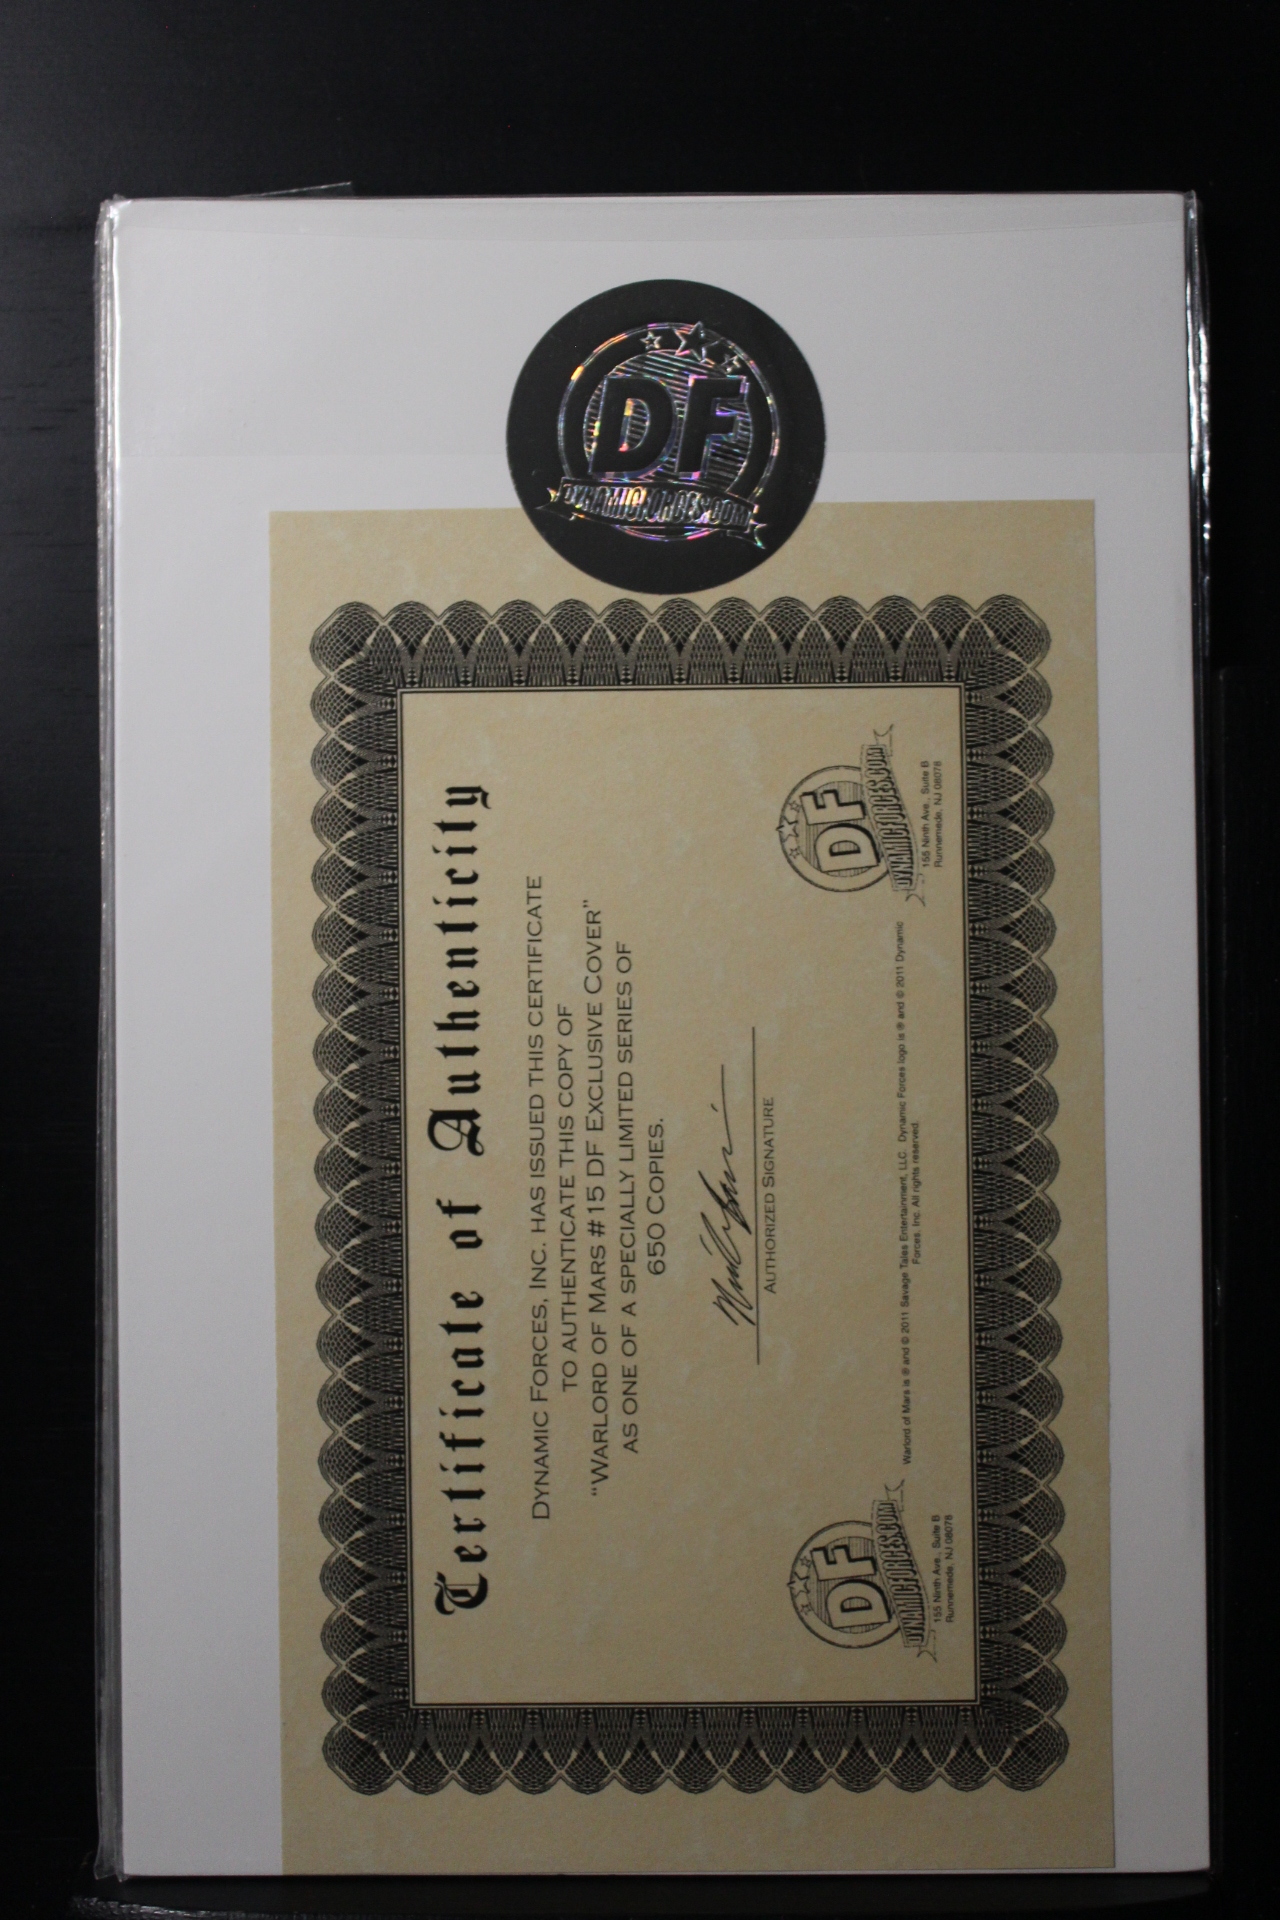 DF
DYNAMICFORCES.COM
Certificate of Authenticity
DYNAMIC FORCES, INC. HAS ISSUED THIS CERTIFICATE
TO AUTHENTICATE THIS COPY OF
"WARLORD OF MARS #15 DF EXCLUSIVE COVER"
AS ONE OF A SPECIALLY LIMITED SERIES OF
650 COPIES.
AUTHORIZED SIGNATURE
DF
DYNAMICFORCES.COM
155 Ninth Ave., Suite B
Runnemede, NJ 08078
Warlord of Mars is ® and © 2011 Savage Tales Entertainment, LLC. Dynamic Forces logo is ® and © 2011 Dynamic
Forces, Inc. All rights reserved.
DF
DYNAMICFORCES.COM
155 Ninth Ave., Suite B
Runnemede, NJ 08078